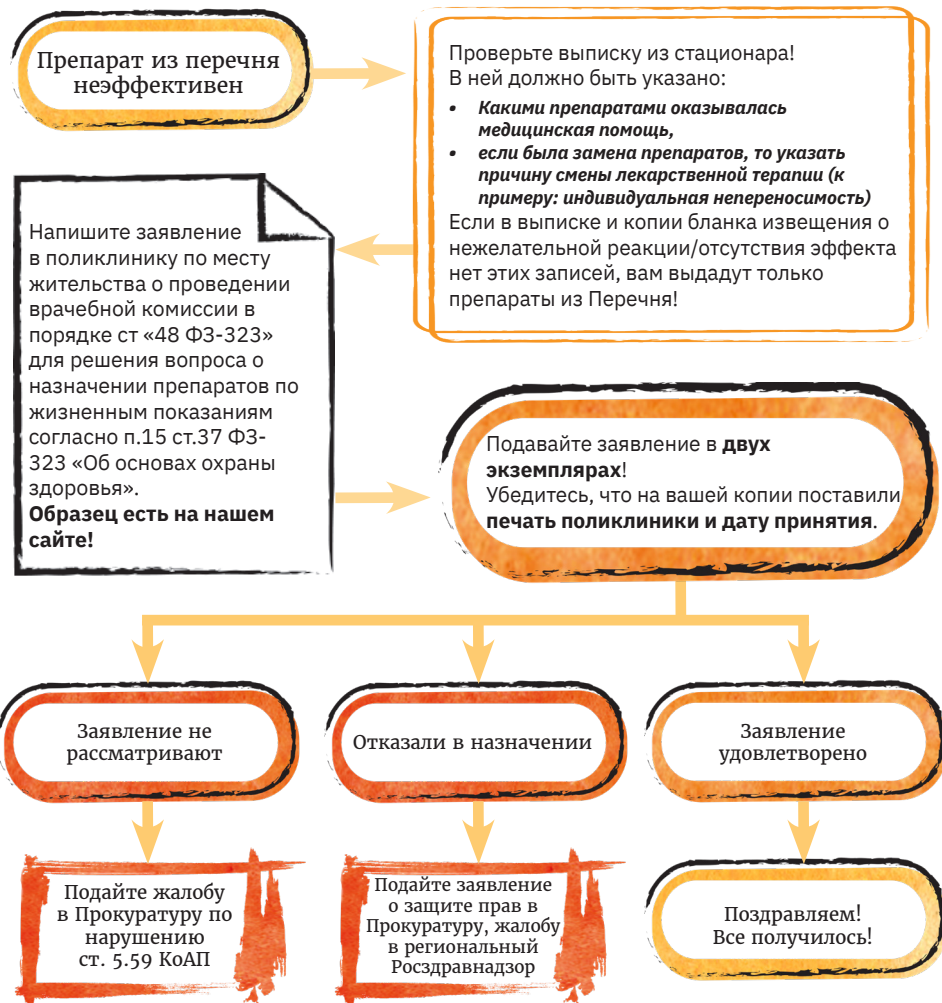 Препарат из перечня
неэффективен
Проверьте выписку из стационара!
В ней должно быть указано:
• Какими препаратами оказывалась
медицинская помощь,
• если была замена препаратов, то указать
причину смены лекарственной терапии (к
примеру: индивидуальная непереносимость)
Если в выписке и копии бланка извещения о
нежелательной реакции/отсутствия эффекта
нет этих записей, вам выдадут только
препараты из Перечня!
Напишите заявление
в поликлинику по месту
жительства о проведении
врачебной комиссии в
порядке ст «48 ФЗ-323»
для решения вопроса о
назначении препаратов по
жизненным показаниям
согласно п.15 ст.37 ФЗ-
323 «Об основах охраны
здоровья».
Образец есть на нашем
сайте!
Подавайте заявление в двух
экземплярах!
Убедитесь, что на вашей копии поставили
печать поликлиники и дату принятия.
Заявление не
рассматривают
Отказали в назначении
Заявление
удовлетворено
Подайте жалобу
в Прокуратуру по
нарушению
ст. 5.59 КоАП
Подайте заявление
о защите прав в
Прокуратуру, жалобу
в региональный
Росздравнадзор
Поздравляем!
Все получилось!